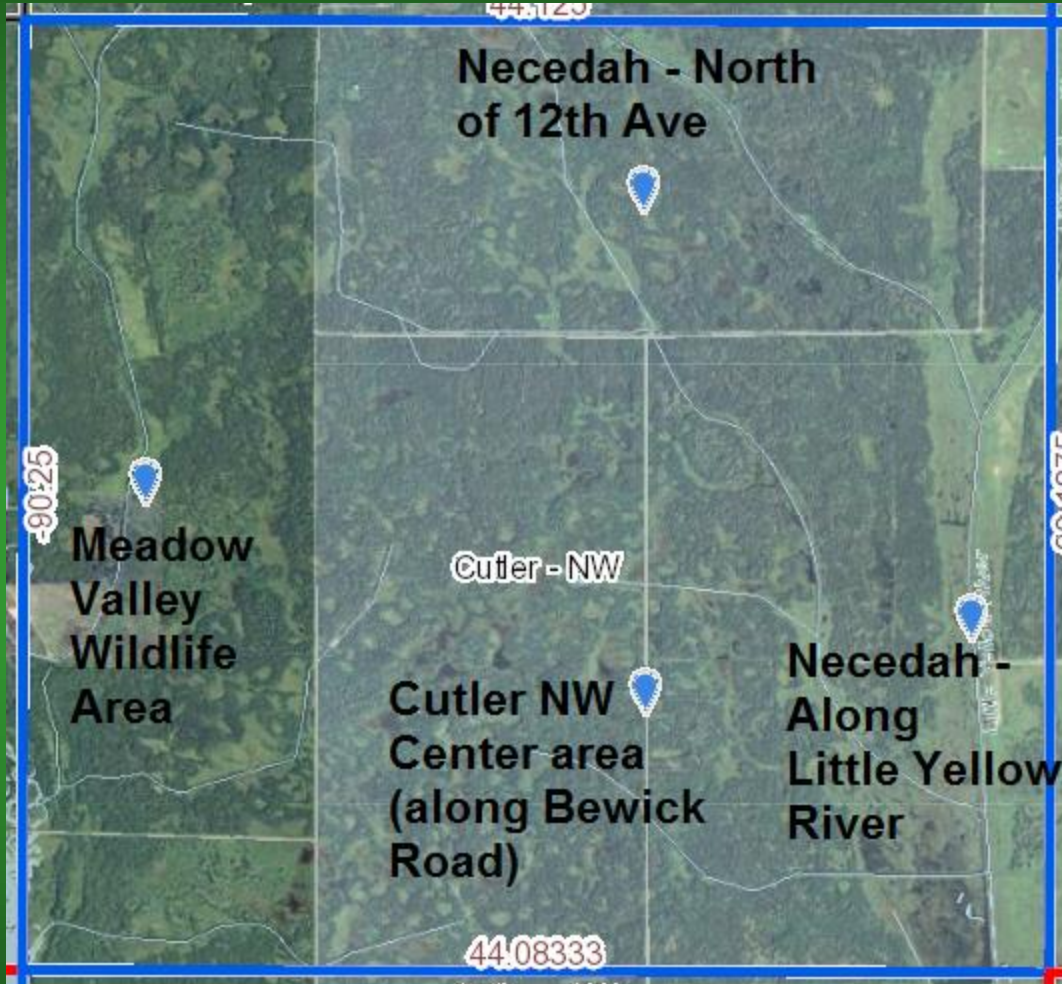 44.125
Necedah - North
of 12th Ave
-90.25
Meadow
Valley
Wildlife
Area
Cutler - NW
Cutler NW
Center area
(along Bewick
Road)
Necedah -
Along
Little Yellow
River
44.08333